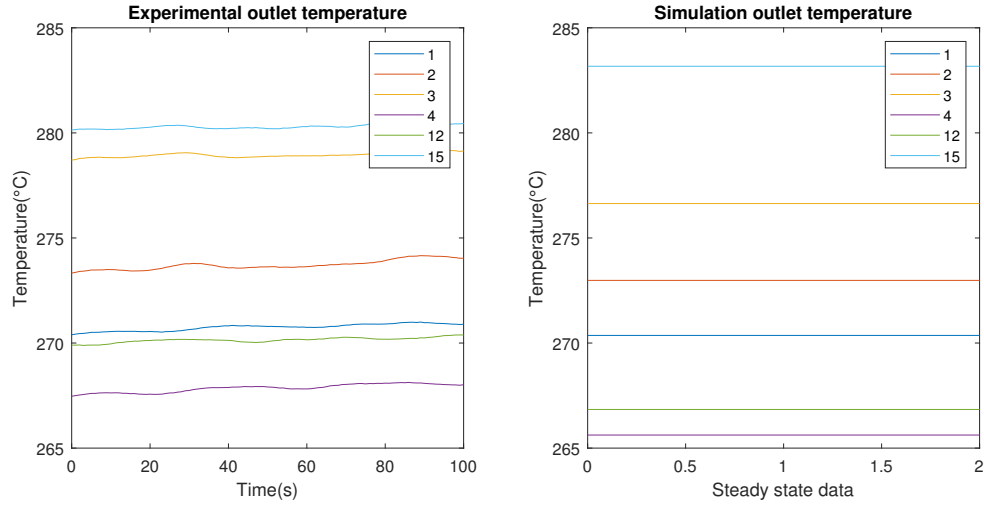 Experimental outlet temperature
285
280
275
270
265
Temperature(°C)
0 20 40 60 80 100
Time(s)
1
2
3
4
12
15
Simulation outlet temperature
285
280
275
270
265
Temperature(°C)
0 0.5 1 1.5 2
Steady state data
1
2
3
4
12
15